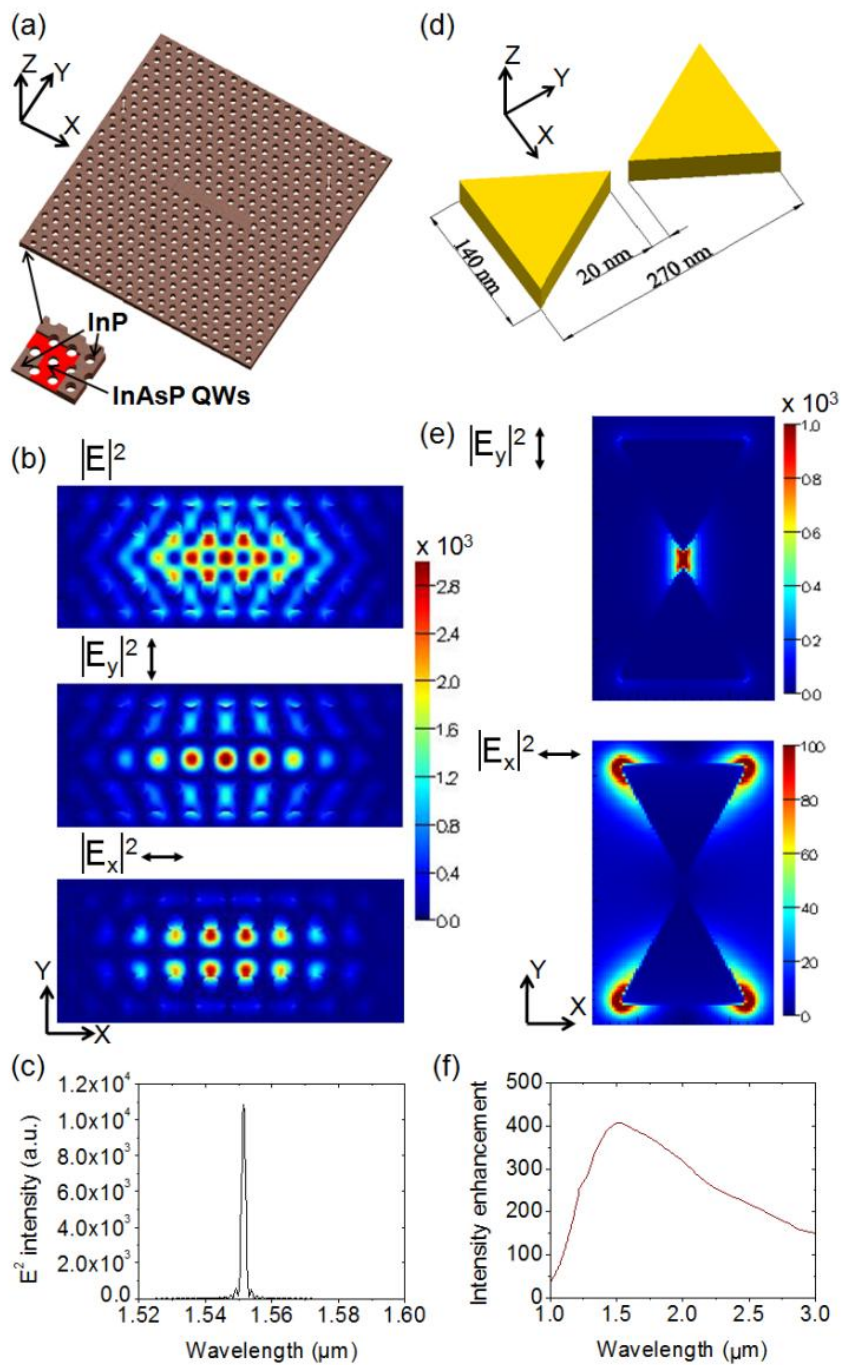 (a)
Z
Y
X
InP
InAsP QWs
(b)
|E|²
x 10³
2.8
2.4
2.0
1.6
1.2
0.8
0.4
0.0
|Ey|²
|Ex|²
Y
X
(c)
1.2x10⁴
1.0x10⁴
8.0x10³
6.0x10³
4.0x10³
2.0x10³
0.0
E² intensity (a.u.)
1.52 1.54 1.56 1.58 1.60
Wavelength (µm)
(d)
Z
Y
X
140 nm
20 nm
270 nm
(e)
|Ey|²
x 10³
1.0
0.8
0.6
0.4
0.2
0.0
|Ex|²
100
80
60
40
20
0
Y
X
(f)
500
400
300
200
100
0
Intensity enhancement
1.0 1.5 2.0 2.5 3.0
Wavelength (µm)